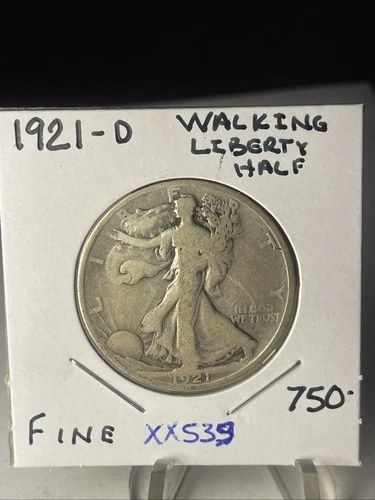 1921-D WALKING
LIBERTY
HALF
LIBERTY
IN GOD
WE TRUST
1921
750-
FINE XXS39